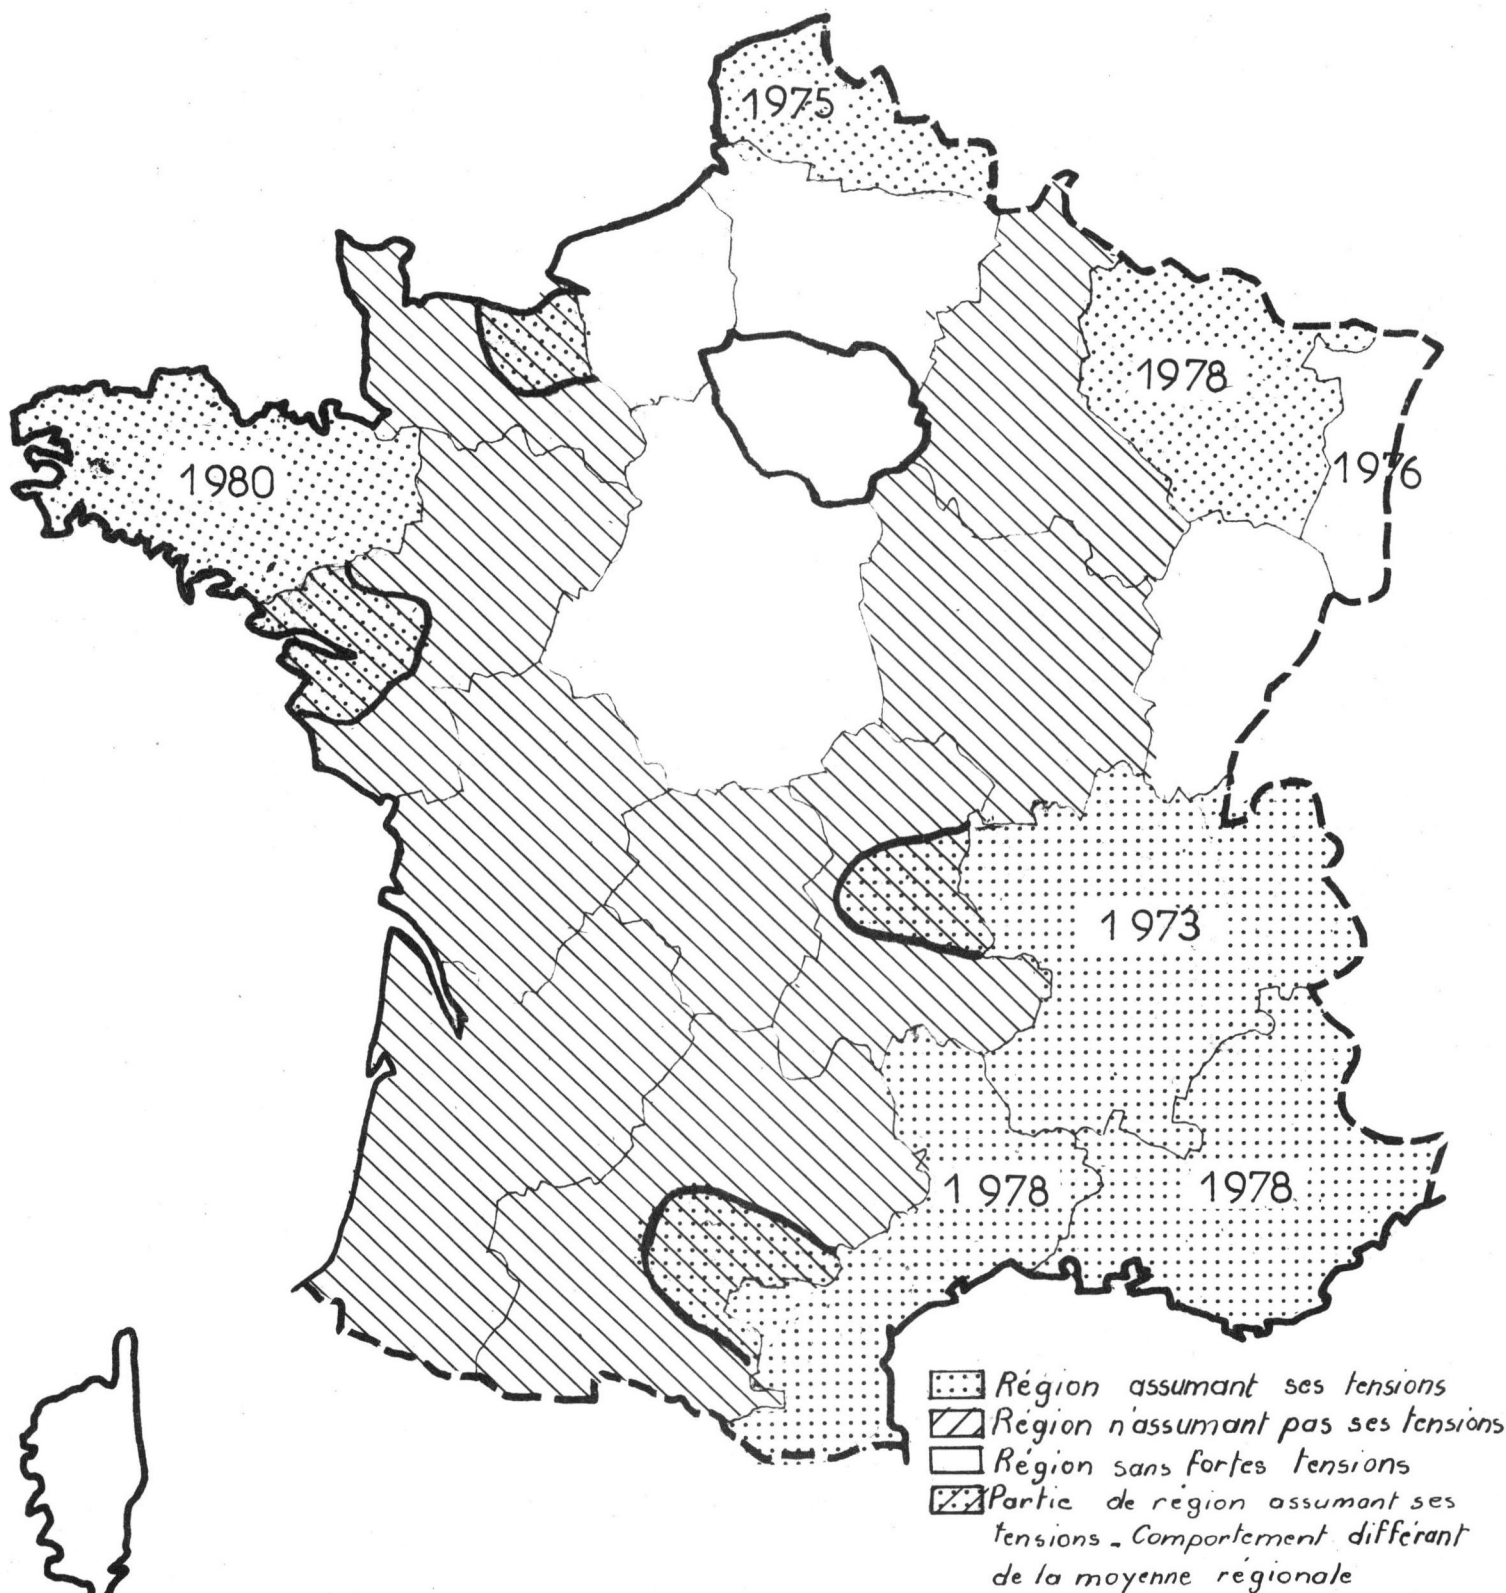 1975
1978
1976
1980
1973
1978
1978
Région assumant ses tensions
Région n'assumant pas ses tensions
Région sans fortes tensions
Partie de région assumant ses
tensions - Comportement différant
de la moyenne régionale